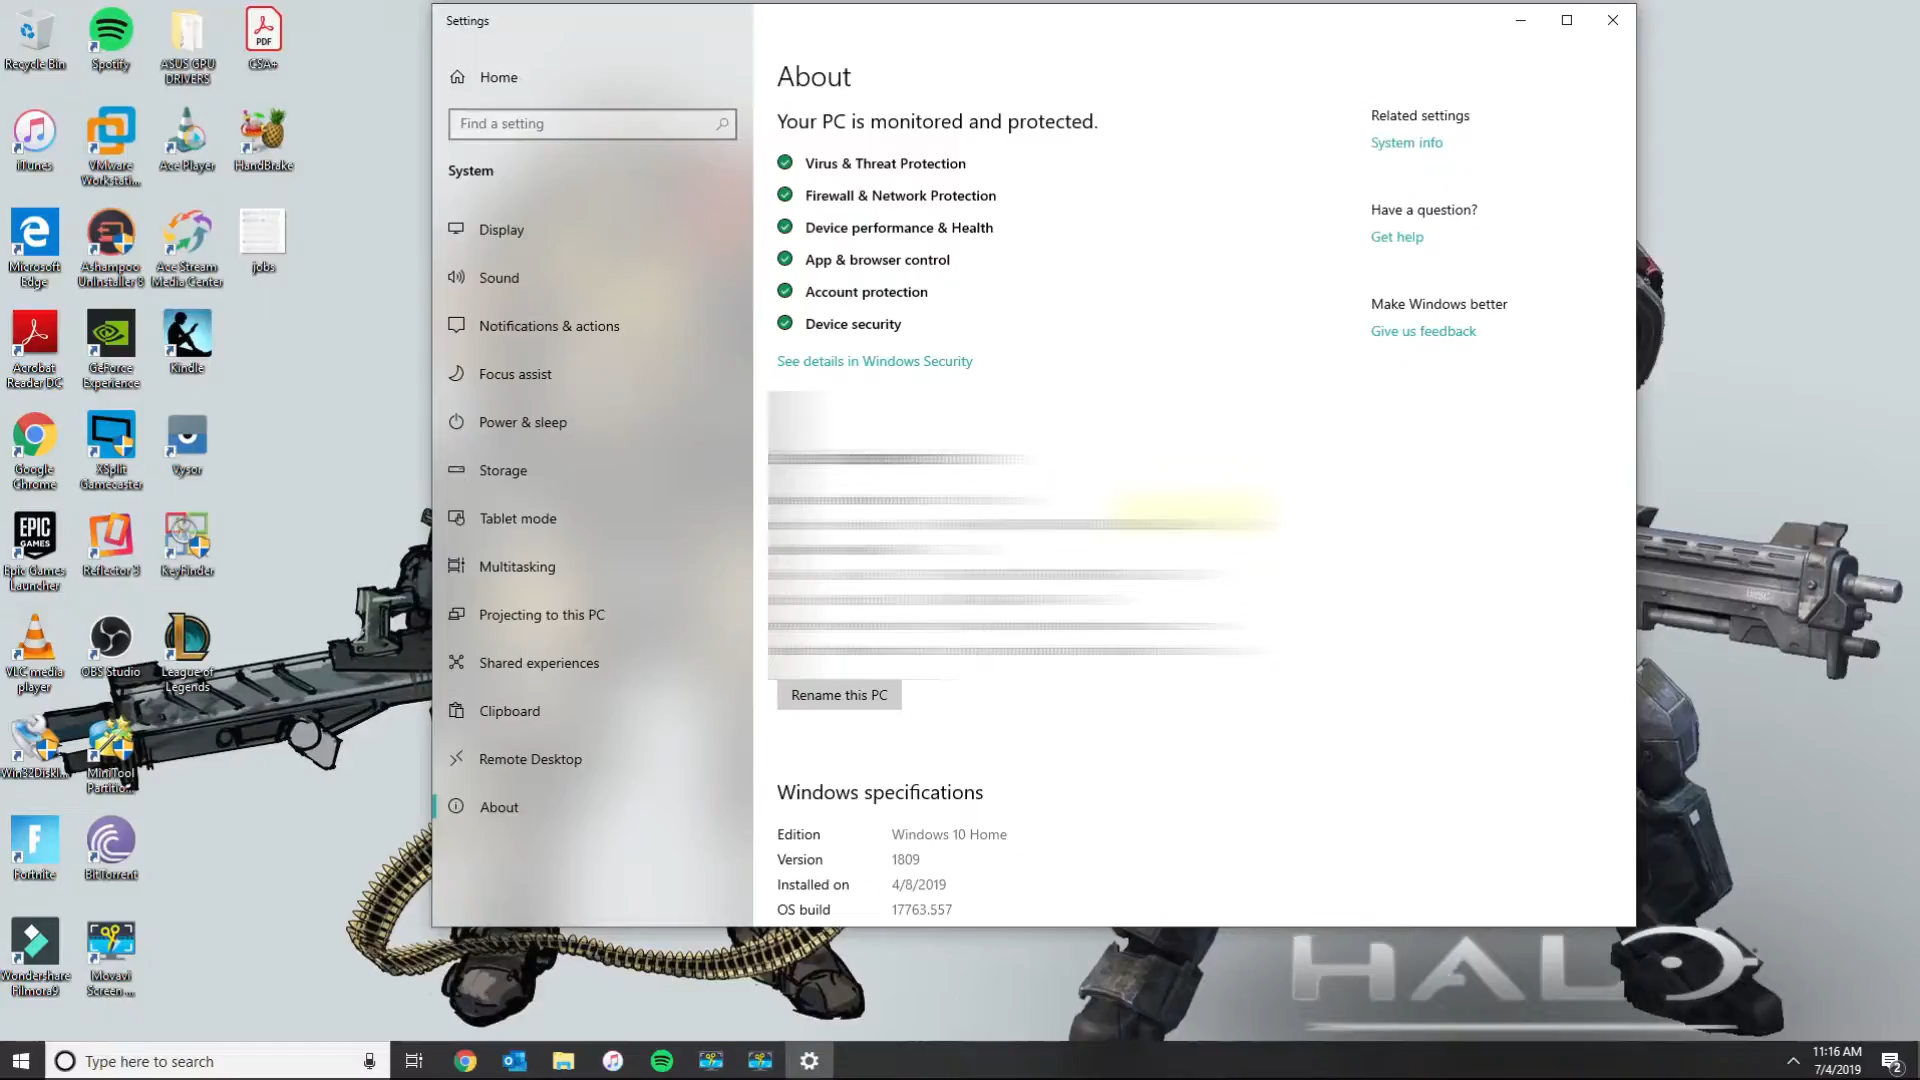 Settings
Home
Find a setting
System
Display
Sound
Notifications & actions
Focus assist
Power & sleep
Storage
Tablet mode
Multitasking
Projecting to this PC
Shared experiences
Clipboard
Remote Desktop
About
About
Your PC is monitored and protected.
Virus & Threat Protection
Firewall & Network Protection
Device performance & Health
App & browser control
Account protection
Device security
See details in Windows Security
Rename this PC
Windows specifications
Edition Windows 10 Home
Version 1809
Installed on 4/8/2019
OS build 17763.557
Related settings
System info
Have a question?
Get help
Make Windows better
Give us feedback
Recycle Bin
Spotify
ASUS GPU
DRIVERS
PDF
CSA+
iTunes
VMware
Workstati...
Ace Player
HandBrake
Microsoft
Edge
Ashampoo
UnInstaller 8
Ace Stream
Media Center
jobs
Acrobat
Reader DC
GeForce
Experience
Kindle
Google
Chrome
XSplit
Gamecaster
Vysor
EPIC
GAMES
Epic Games
Launcher
Reflector 3
KeyFinder
VLC media
player
OBS Studio
League of
Legends
Win32DiskI...
MiniTool
Partitio...
Fortnite
BitTorrent
Wondershare
Filmora9
Movavi
Screen ...
HALO
Type here to search
11:16 AM
7/4/2019
2